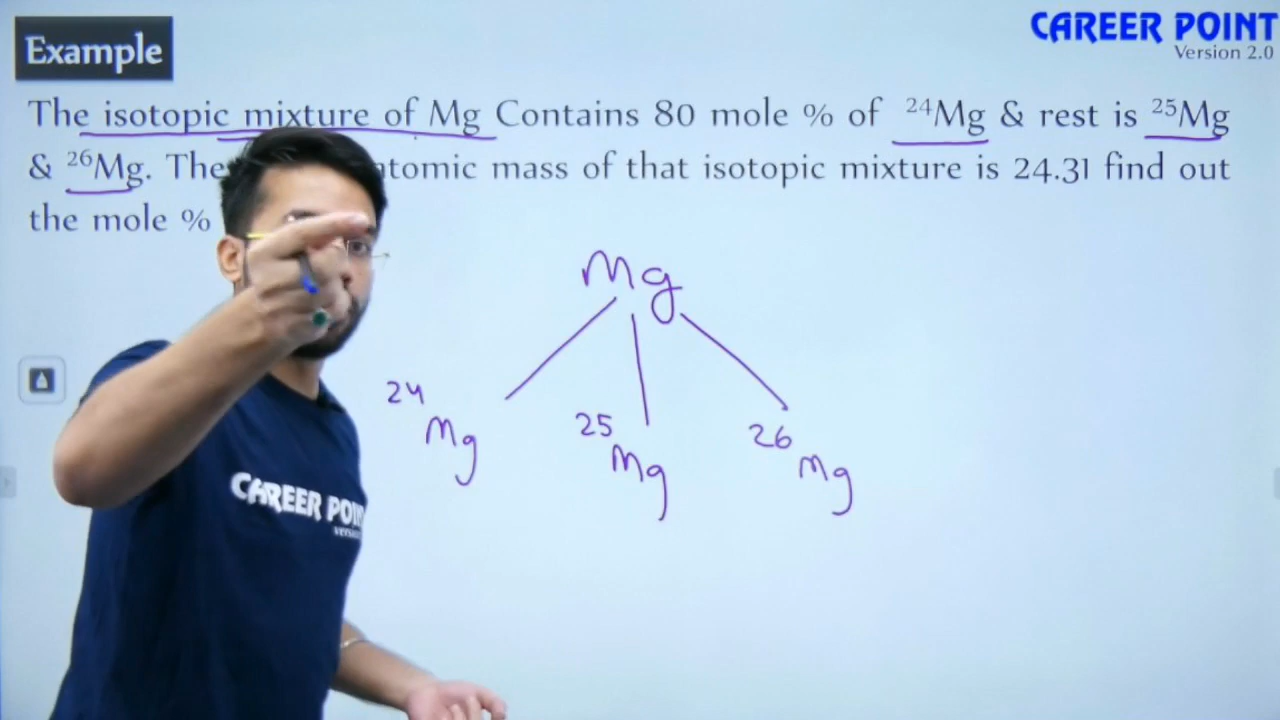 Example
CAREER POINT
Version 2.0
The isotopic mixture of Mg Contains 80 mole % of ²⁴Mg & rest is ²⁵Mg
& ²⁶Mg. The atomic mass of that isotopic mixture is 24.31 find out
the mole %
Mg
24 Mg
25 Mg
26 Mg
CAREER POINT